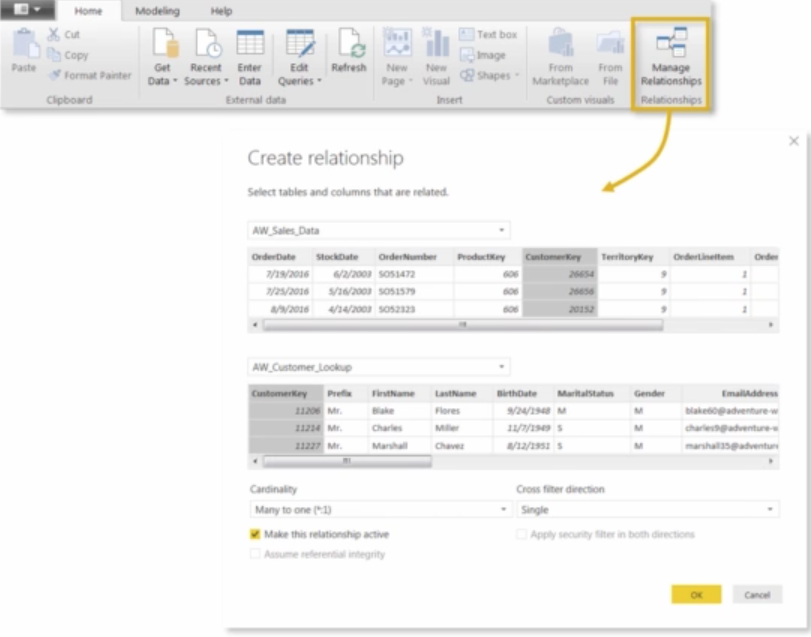 Home Modeling Help
Cut
Copy
Paste
Format Painter
Get Data
Recent Sources
Enter Data
Edit Queries
Refresh
New Page
New Visual
Text box
Image
Shapes
From Marketplace
From File
Manage Relationships
Clipboard External data Insert Custom visuals Relationships
Create relationship
Select tables and columns that are related.
AW_Sales_Data
OrderDate StockDate OrderNumber ProductKey CustomerKey TerritoryKey OrderLineItem Order
7/19/2016 6/2/2003 SO51472 606 26654 9 1
7/25/2016 5/16/2003 SO51579 606 26656 9 1
8/9/2016 4/14/2003 SO52323 606 20152 9 1
AW_Customer_Lookup
CustomerKey Prefix FirstName LastName BirthDate MaritalStatus Gender EmailAddress
11206 Mr. Blake Flores 9/24/1948 M M blake60@adventure-w
11214 Mr. Charles Miller 11/7/1949 S M charles9@adventure-w
11227 Mr. Marshall Chavez 8/12/1951 S M marshall35@adventure
Cardinality Cross filter direction
Many to one (*:1) Single
Make this relationship active Apply security filter in both directions
Assume referential integrity
OK Cancel